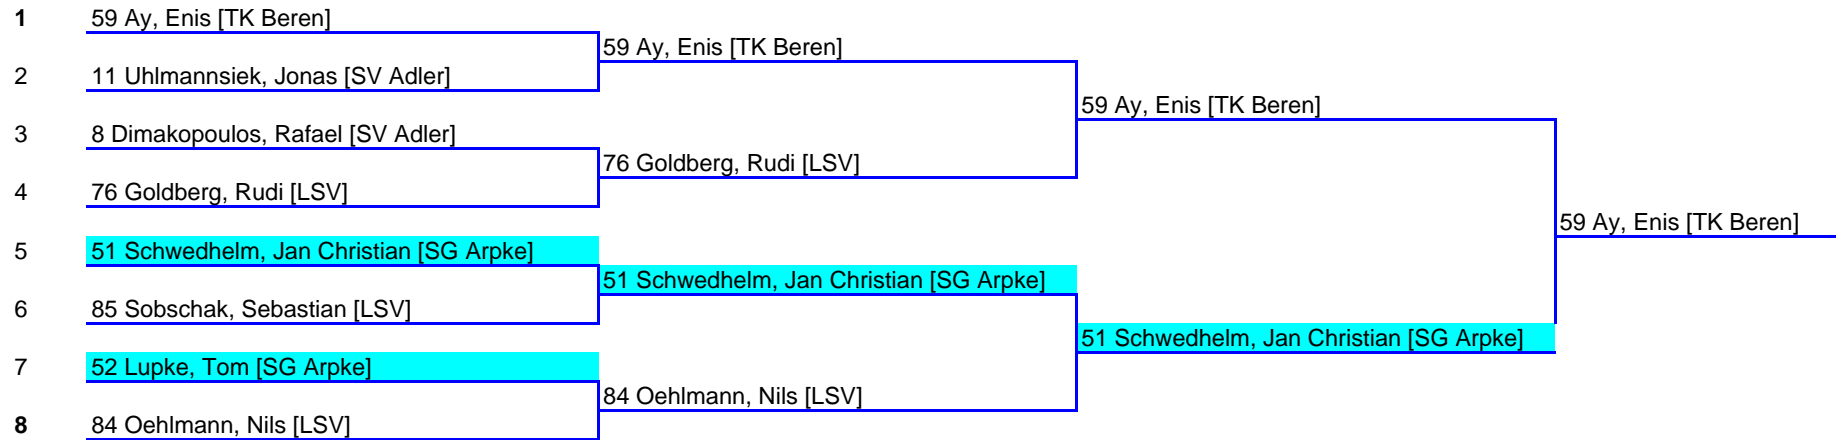 1 59 Ay, Enis [TK Beren]
59 Ay, Enis [TK Beren]
2 11 Uhlmannsiek, Jonas [SV Adler]
59 Ay, Enis [TK Beren]
3 8 Dimakopoulos, Rafael [SV Adler]
76 Goldberg, Rudi [LSV]
4 76 Goldberg, Rudi [LSV]
59 Ay, Enis [TK Beren]
5 51 Schwedhelm, Jan Christian [SG Arpke]
51 Schwedhelm, Jan Christian [SG Arpke]
6 85 Sobschak, Sebastian [LSV]
51 Schwedhelm, Jan Christian [SG Arpke]
7 52 Lupke, Tom [SG Arpke]
84 Oehlmann, Nils [LSV]
8 84 Oehlmann, Nils [LSV]